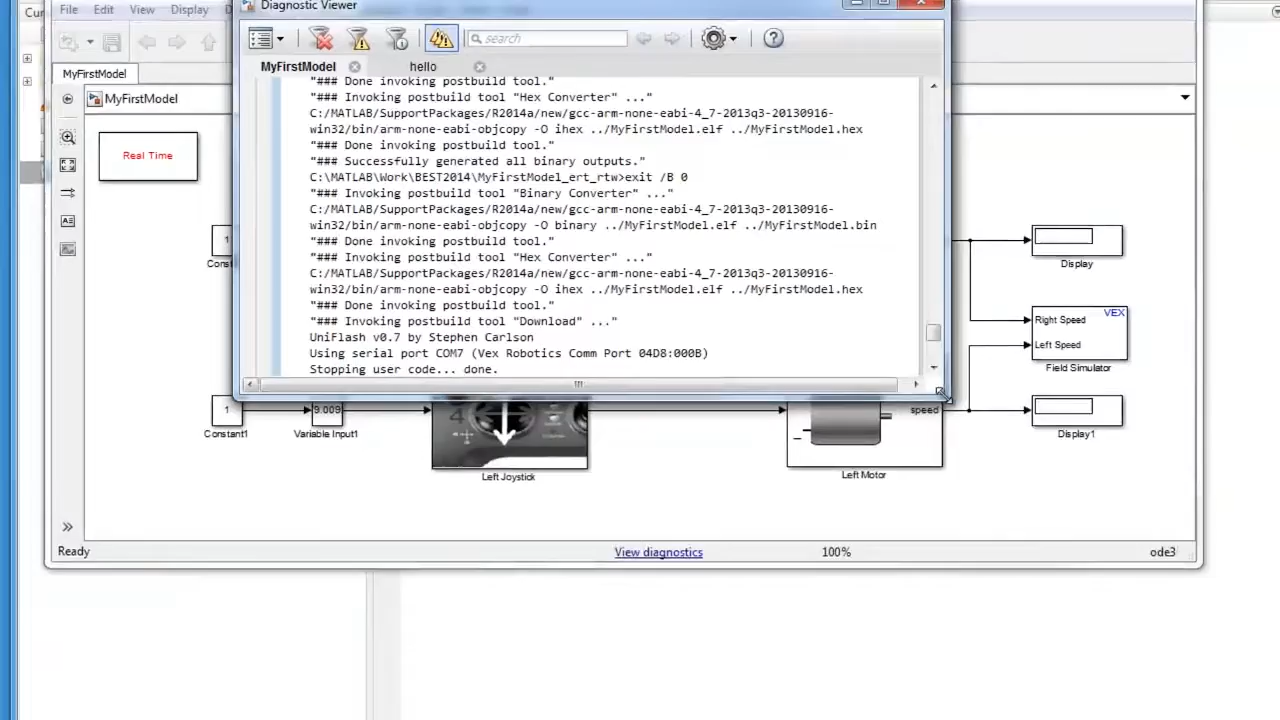 Diagnostic Viewer
Cur
File Edit View Display
search
MyFirstModel
MyFirstModel
hello
MyFirstModel
"### Done invoking postbuild tool."
"### Invoking postbuild tool "Hex Converter" ..."
C:/MATLAB/SupportPackages/R2014a/new/gcc-arm-none-eabi-4_7-2013q3-20130916-
win32/bin/arm-none-eabi-objcopy -O ihex ../MyFirstModel.elf ../MyFirstModel.hex
"### Done invoking postbuild tool."
"### Successfully generated all binary outputs."
C:\MATLAB\Work\BEST2014\MyFirstModel_ert_rtw>exit /B 0
"### Invoking postbuild tool "Binary Converter" ..."
C:/MATLAB/SupportPackages/R2014a/new/gcc-arm-none-eabi-4_7-2013q3-20130916-
win32/bin/arm-none-eabi-objcopy -O binary ../MyFirstModel.elf ../MyFirstModel.bin
"### Done invoking postbuild tool."
"### Invoking postbuild tool "Hex Converter" ..."
C:/MATLAB/SupportPackages/R2014a/new/gcc-arm-none-eabi-4_7-2013q3-20130916-
win32/bin/arm-none-eabi-objcopy -O ihex ../MyFirstModel.elf ../MyFirstModel.hex
"### Done invoking postbuild tool."
"### Invoking postbuild tool "Download" ..."
UniFlash v0.7 by Stephen Carlson
Using serial port COM7 (Vex Robotics Comm Port 04D8:000B)
Stopping user code... done.
Real Time
1
Const
Display
VEX
Right Speed
Left Speed
Field Simulator
1
Constant1
9.009
Variable Input1
4
Left Joystick
speed
Left Motor
Display1
Ready
View diagnostics
100%
ode3